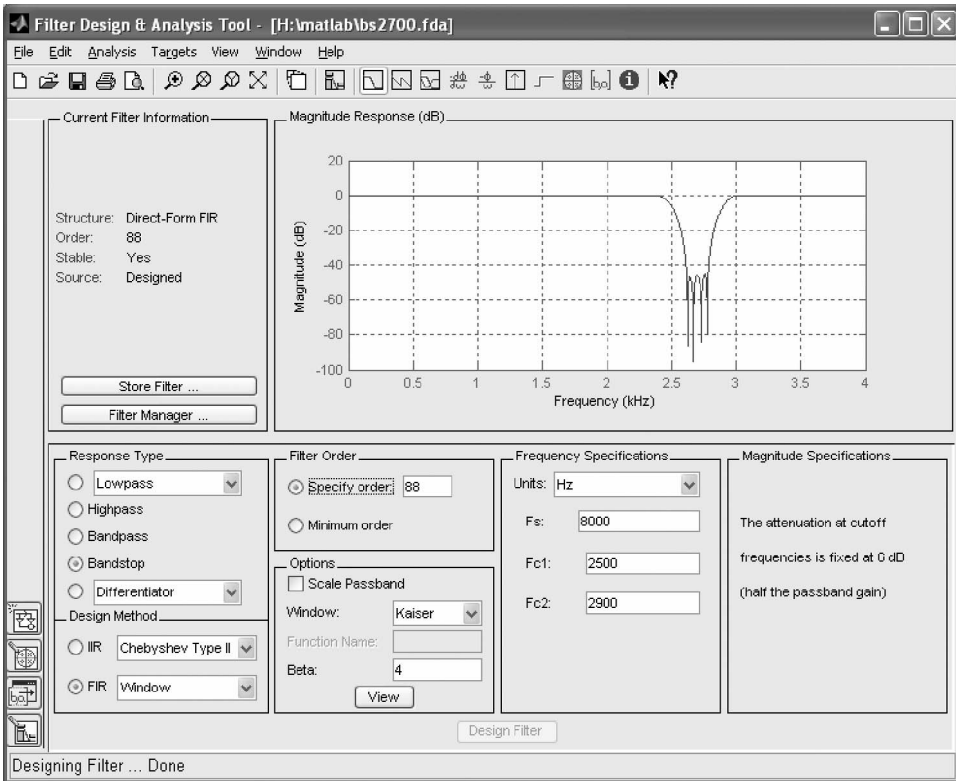 Filter Design & Analysis Tool - [H:\matlab\bs2700.fda]
File Edit Analysis Targets View Window Help
Current Filter Information
Structure: Direct-Form FIR
Order: 88
Stable: Yes
Source: Designed
Store Filter ...
Filter Manager ...
Magnitude Response (dB)
20
0
-20
-40
-60
-80
-100
Magnitude (dB)
0 0.5 1 1.5 2 2.5 3 3.5 4
Frequency (kHz)
Response Type
Lowpass
Highpass
Bandpass
Bandstop
Differentiator
Design Method
IIR Chebyshev Type II
FIR Window
Filter Order
Specify order: 88
Minimum order
Options
Scale Passband
Window: Kaiser
Function Name:
Beta: 4
View
Frequency Specifications
Units: Hz
Fs: 8000
Fc1: 2500
Fc2: 2900
Magnitude Specifications
The attenuation at cutoff
frequencies is fixed at 6 dB
(half the passband gain)
Design Filter
Designing Filter ... Done